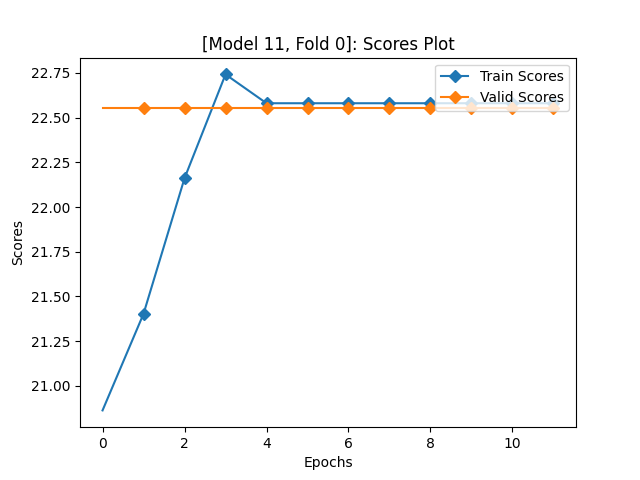 [Model 11, Fold 0]: Scores Plot
22.75
22.50
22.25
22.00
21.75
21.50
21.25
21.00
Scores
Train Scores
Valid Scores
0 2 4 6 8 10
Epochs